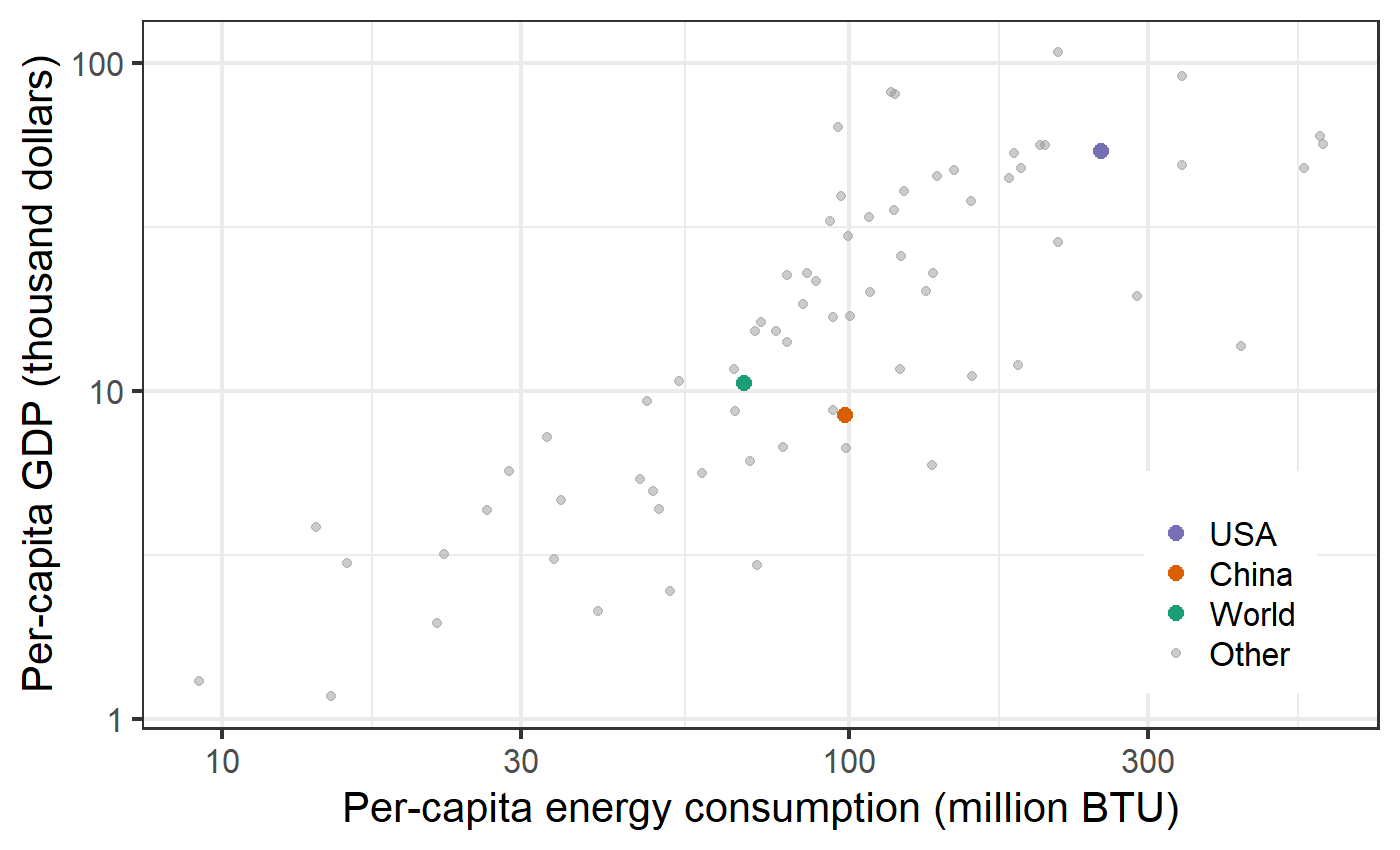 Per-capita GDP (thousand dollars)
100
10
1
USA
China
World
Other
10
30
100
300
Per-capita energy consumption (million BTU)